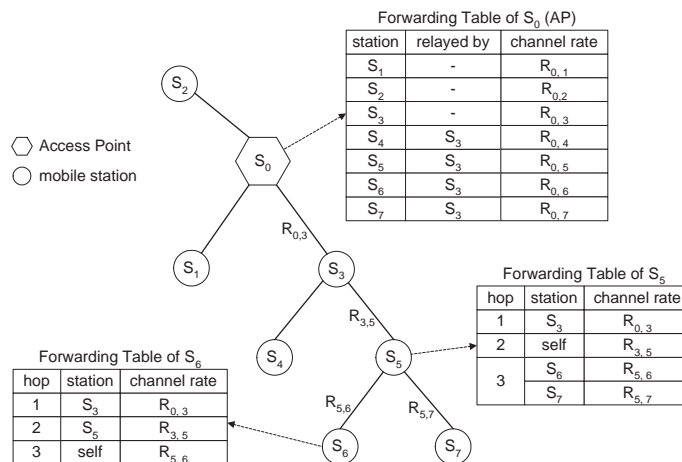 Forwarding Table of S0 (AP)
station relayed by channel rate
S1 - R0, 1
S2 - R0,2
S3 - R0, 3
S4 S3 R0, 4
S5 S3 R0, 5
S6 S3 R0, 6
S7 S3 R0, 7
S2
Access Point
mobile station
S0
R0,3
S1
S3
R3,5
S4
S5
R5,6
R5,7
S6
S7
Forwarding Table of S5
hop station channel rate
1 S3 R0, 3
2 self R3, 5
3 S6 R5, 6
S7 R5, 7
Forwarding Table of S6
hop station channel rate
1 S3 R0, 3
2 S5 R3, 5
3 self R5, 6